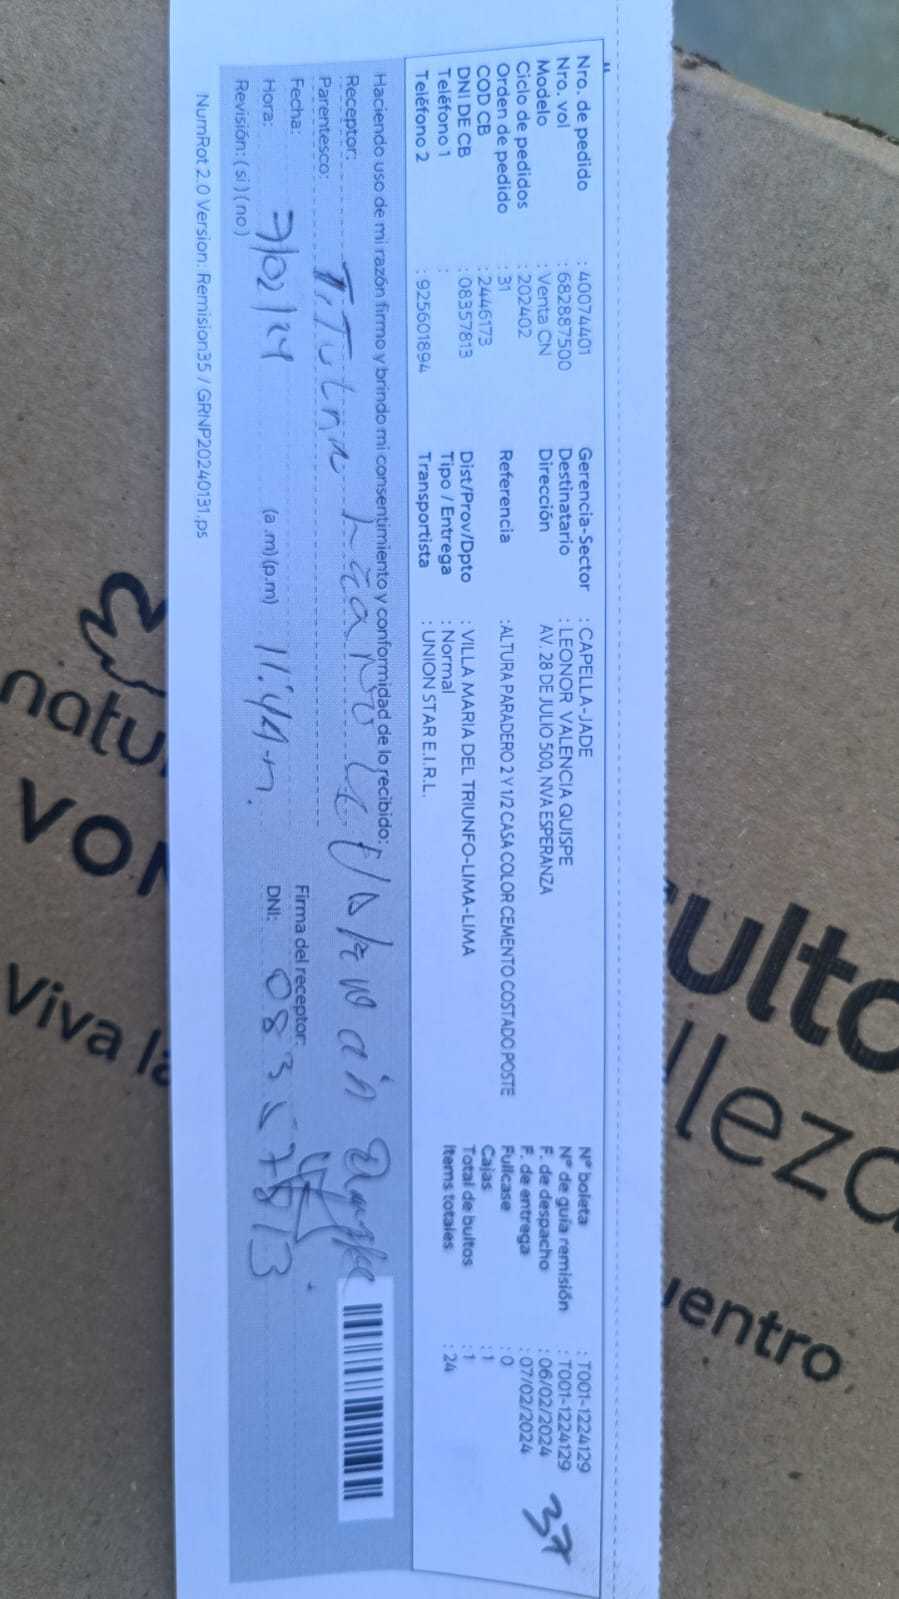 Nro. de pedido : 40074401
Nro. vol : 682887500
Modelo : Venta CN
Ciclo de pedidos : 202402
Orden de pedido : 31
COD CB : 2446173
DNI DE CB : 08357813
Teléfono 1 :
Teléfono 2 : 925601894
Gerencia-Sector : CAPELLA-JADE
Destinatario : LEONOR VALENCIA QUISPE
Dirección AV. 28 DE JULIO 500, NVA ESPERANZA
Referencia :ALTURA PARADERO 2 Y 1/2 CASA COLOR CEMENTO COSTADO POSTE
Dist/Prov/Dpto : VILLA MARIA DEL TRIUNFO-LIMA-LIMA
Tipo / Entrega : Normal
Transportista : UNION STAR E.I.R.L.
N° boleta : T001-1224129
N° de guía remisión : T001-1224129
F. de despacho : 06/02/2024
F. de entrega : 07/02/2024
Fullcase : 0
Cajas : 1
Total de bultos : 1
Items totales : 24
37
Haciendo uso de mi razón firmo y brindo mi consentimiento y conformidad de lo recibido:
Receptor:
Parentesco: Titular
Firma del receptor:
Fecha: 7/02/24
Hora: (a.m)(p.m) 11:44
DNI: 08357813
Revisión: (si) (no)
NumRot 2.0 Version: Remision35 / GRNP20240131.ps
natu
Viva la
uentro